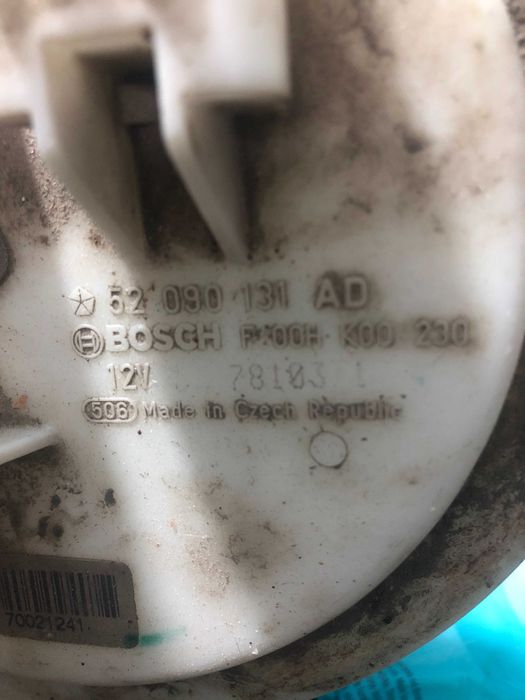 52 090 131 AD
BOSCH F 00H K00 230
12V 78103 1
506 Made in Czech Republic
70021241